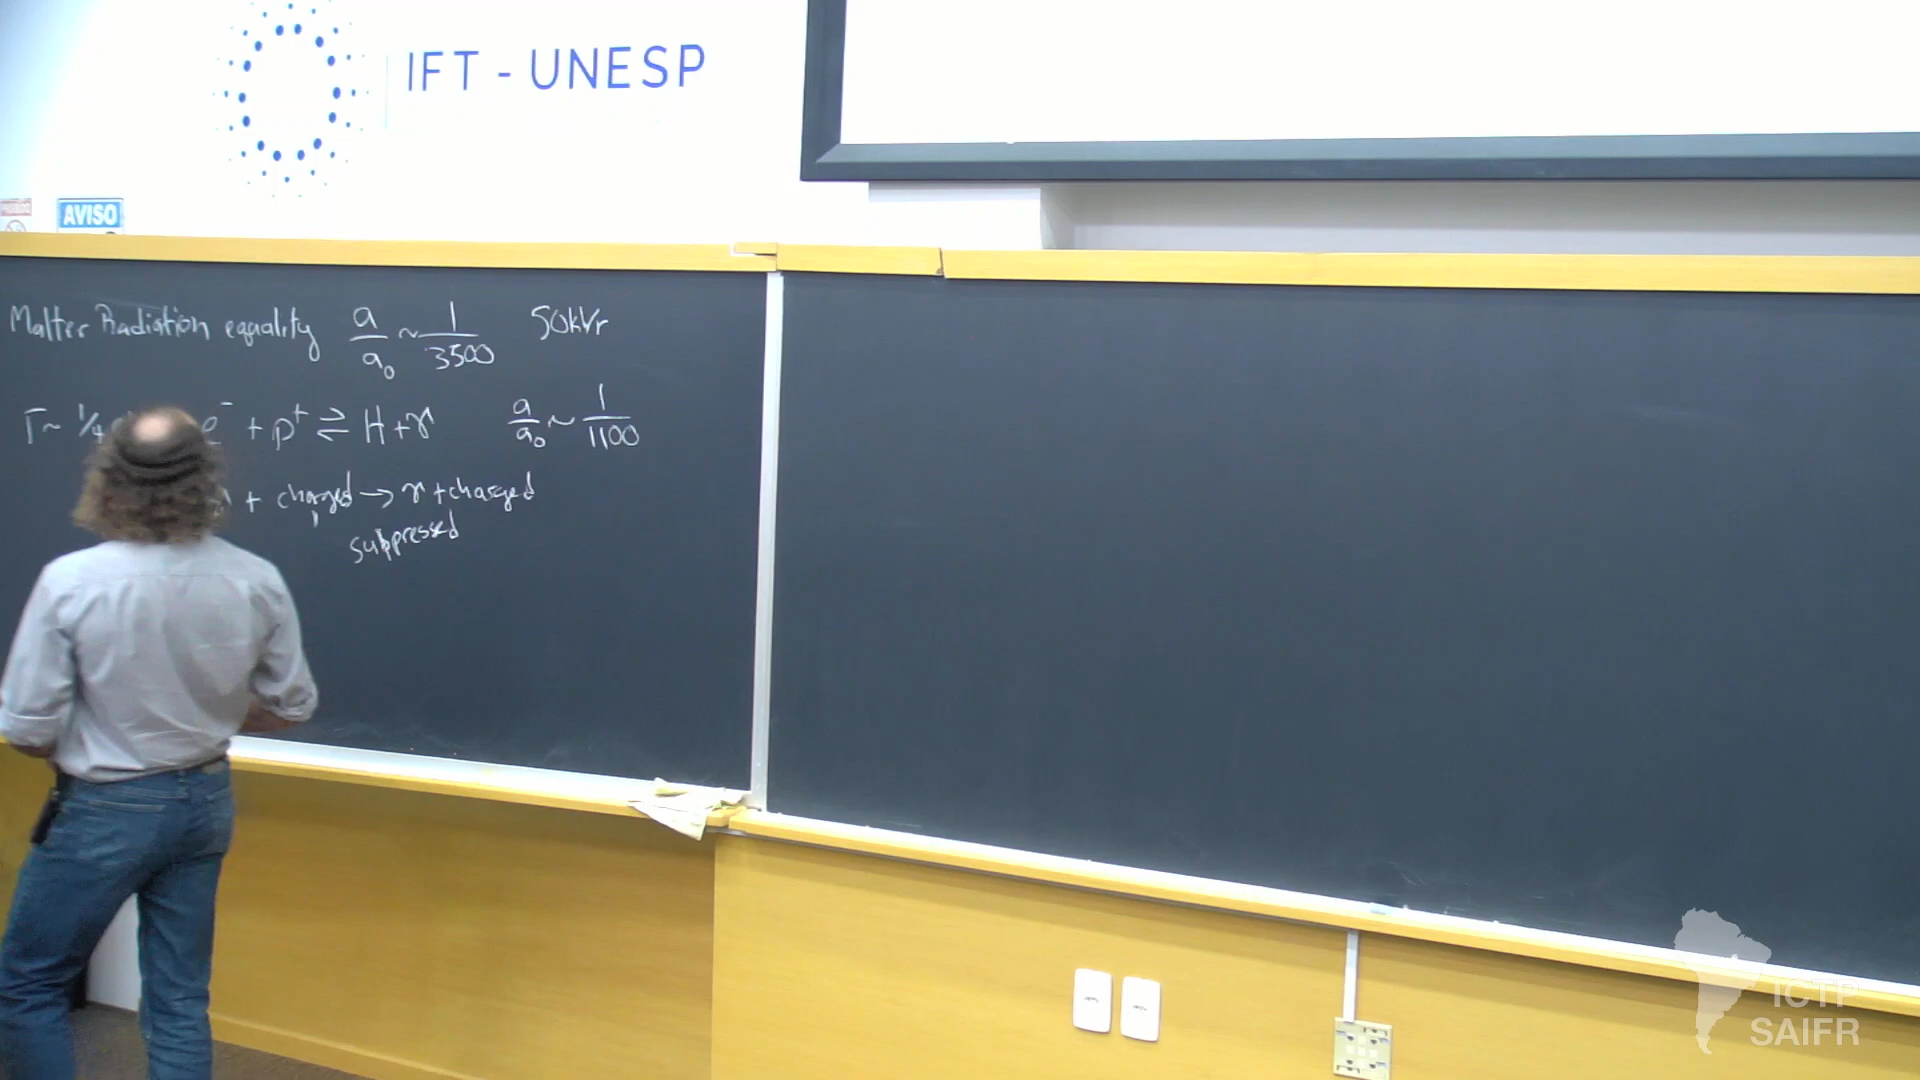 IFT - UNESP
AVISO
Matter Radiation equality a/a₀ ~ 1/3500 50kYr
T ~ 1/4 e⁻ + p⁺ ⇌ H + γ a/a₀ ~ 1/1100
+ charged → γ + charged
suppressed
ICTP
SAIFR